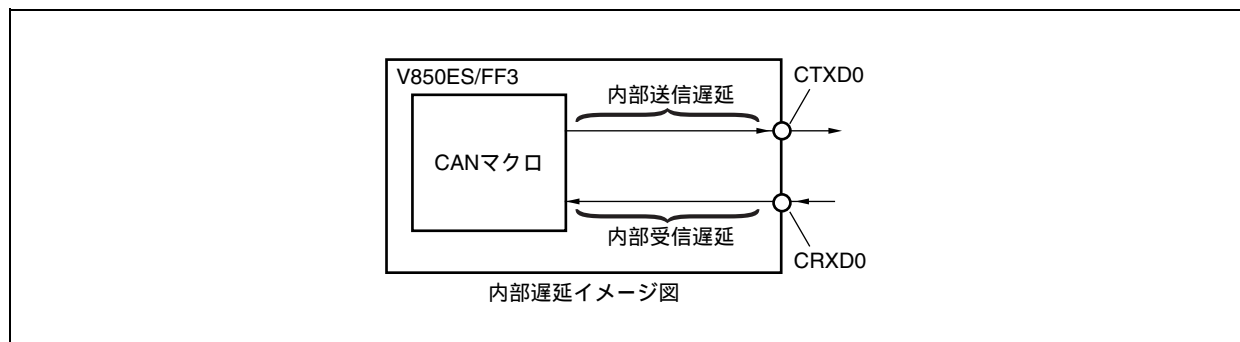 V850ES/FF3
CTXD0
内部送信遅延
CANマクロ
内部受信遅延
CRXD0
内部遅延イメージ図